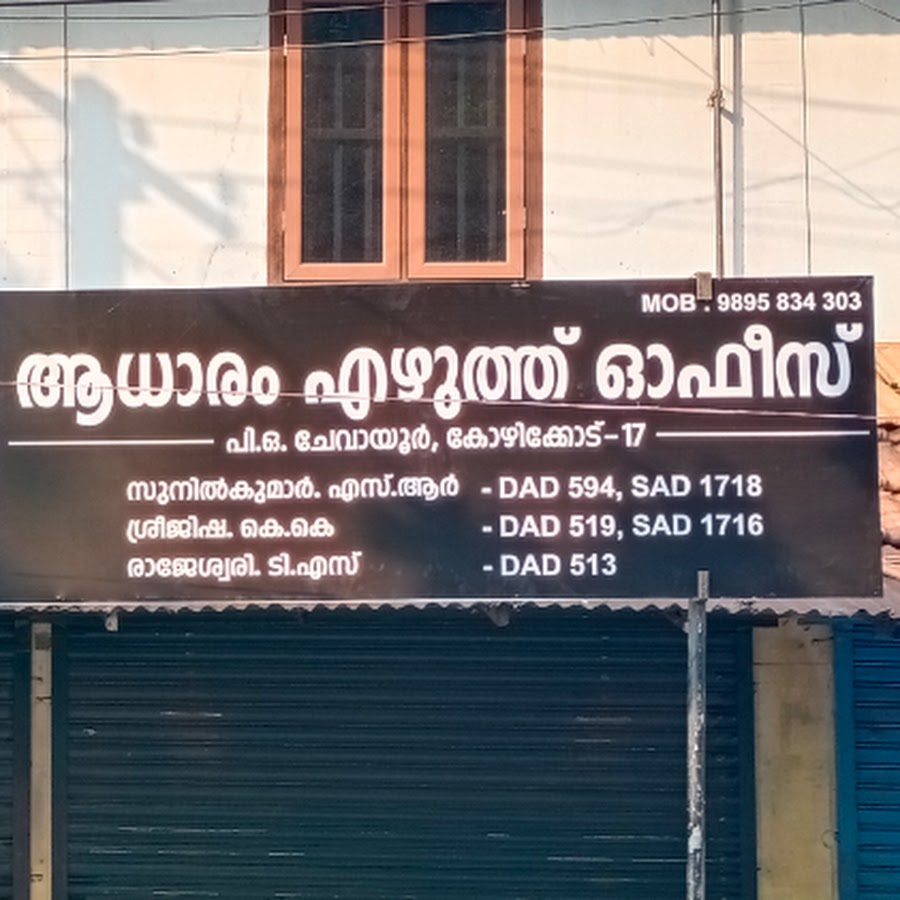 MOB : 9895 834 303
ആധാരം എഴുത്ത് ഓഫീസ്
പി.ഒ. ചേവായൂർ, കോഴിക്കോട്-17
സുനിൽകുമാർ. എസ്.ആർ - DAD 594, SAD 1718
ശ്രീജിഷ. കെ.കെ - DAD 519, SAD 1716
രാജേശ്വരി. ടി.എസ് - DAD 513